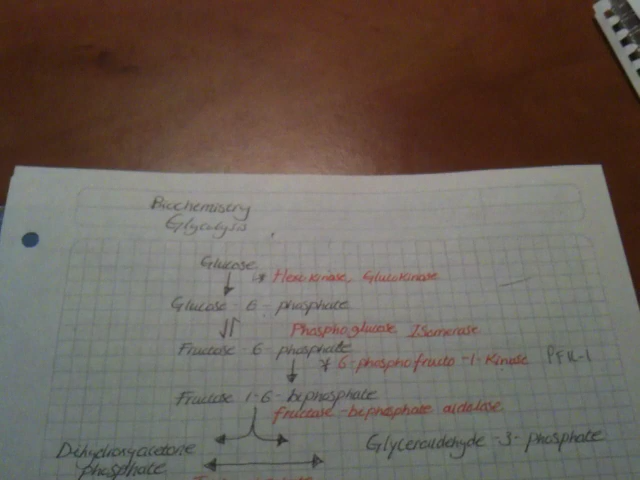 Biochemisery
Glycolysis
Glucose
* Hexokinase, Glucokinase
Glucose - 6 - phosphate
Phosphoglucose Isomerase
Fructose - 6 - phosphate
* 6-phosphofructo-1-Kinase PFK-1
Fructose 1-6-biphosphate
fructose-biphosphate aldolase
Dihydroxyacetone
phosphate
Glyceraldehyde -3- phosphate